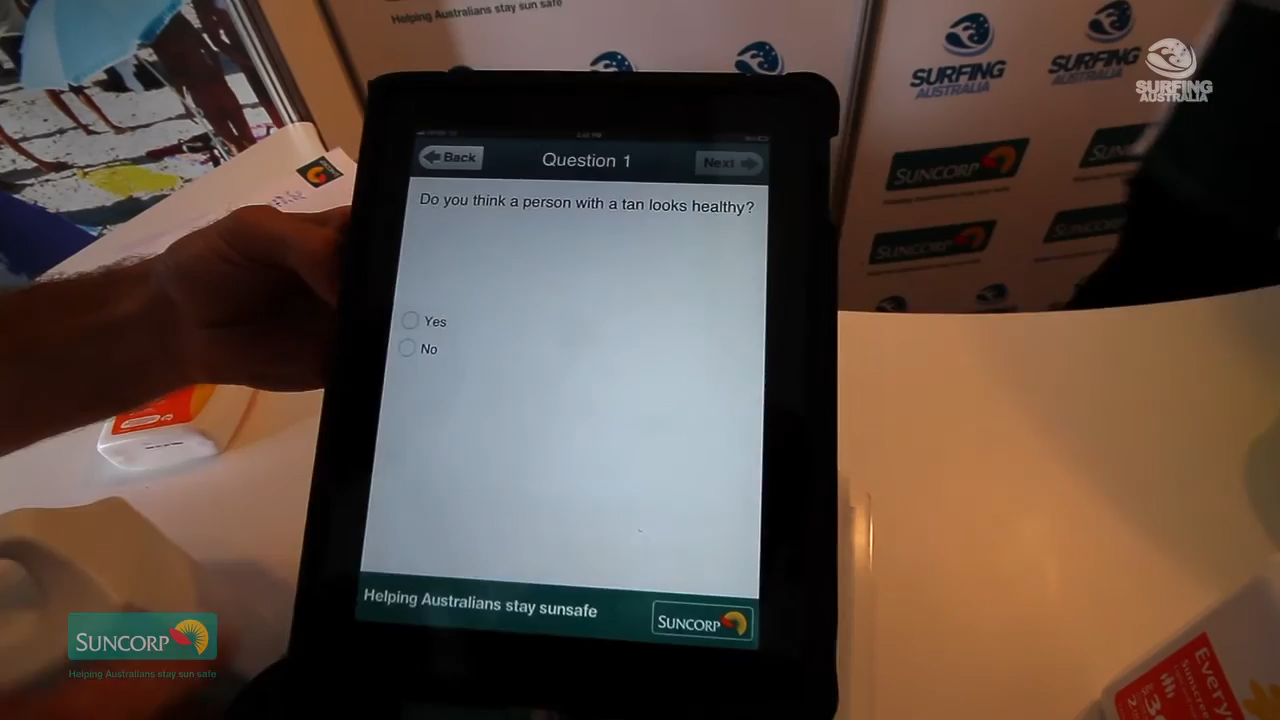 Helping Australians stay sun safe
SURFING
AUSTRALIA
SURFING
AUSTRALIA
SURFING
AUSTRALIA
SUNCORP
SUNCORP
Back
Question 1
Next
Do you think a person with a tan looks healthy?
Yes
No
Helping Australians stay sunsafe
SUNCORP
SUNCORP
Helping Australians stay sun safe
Every
Sunscreen